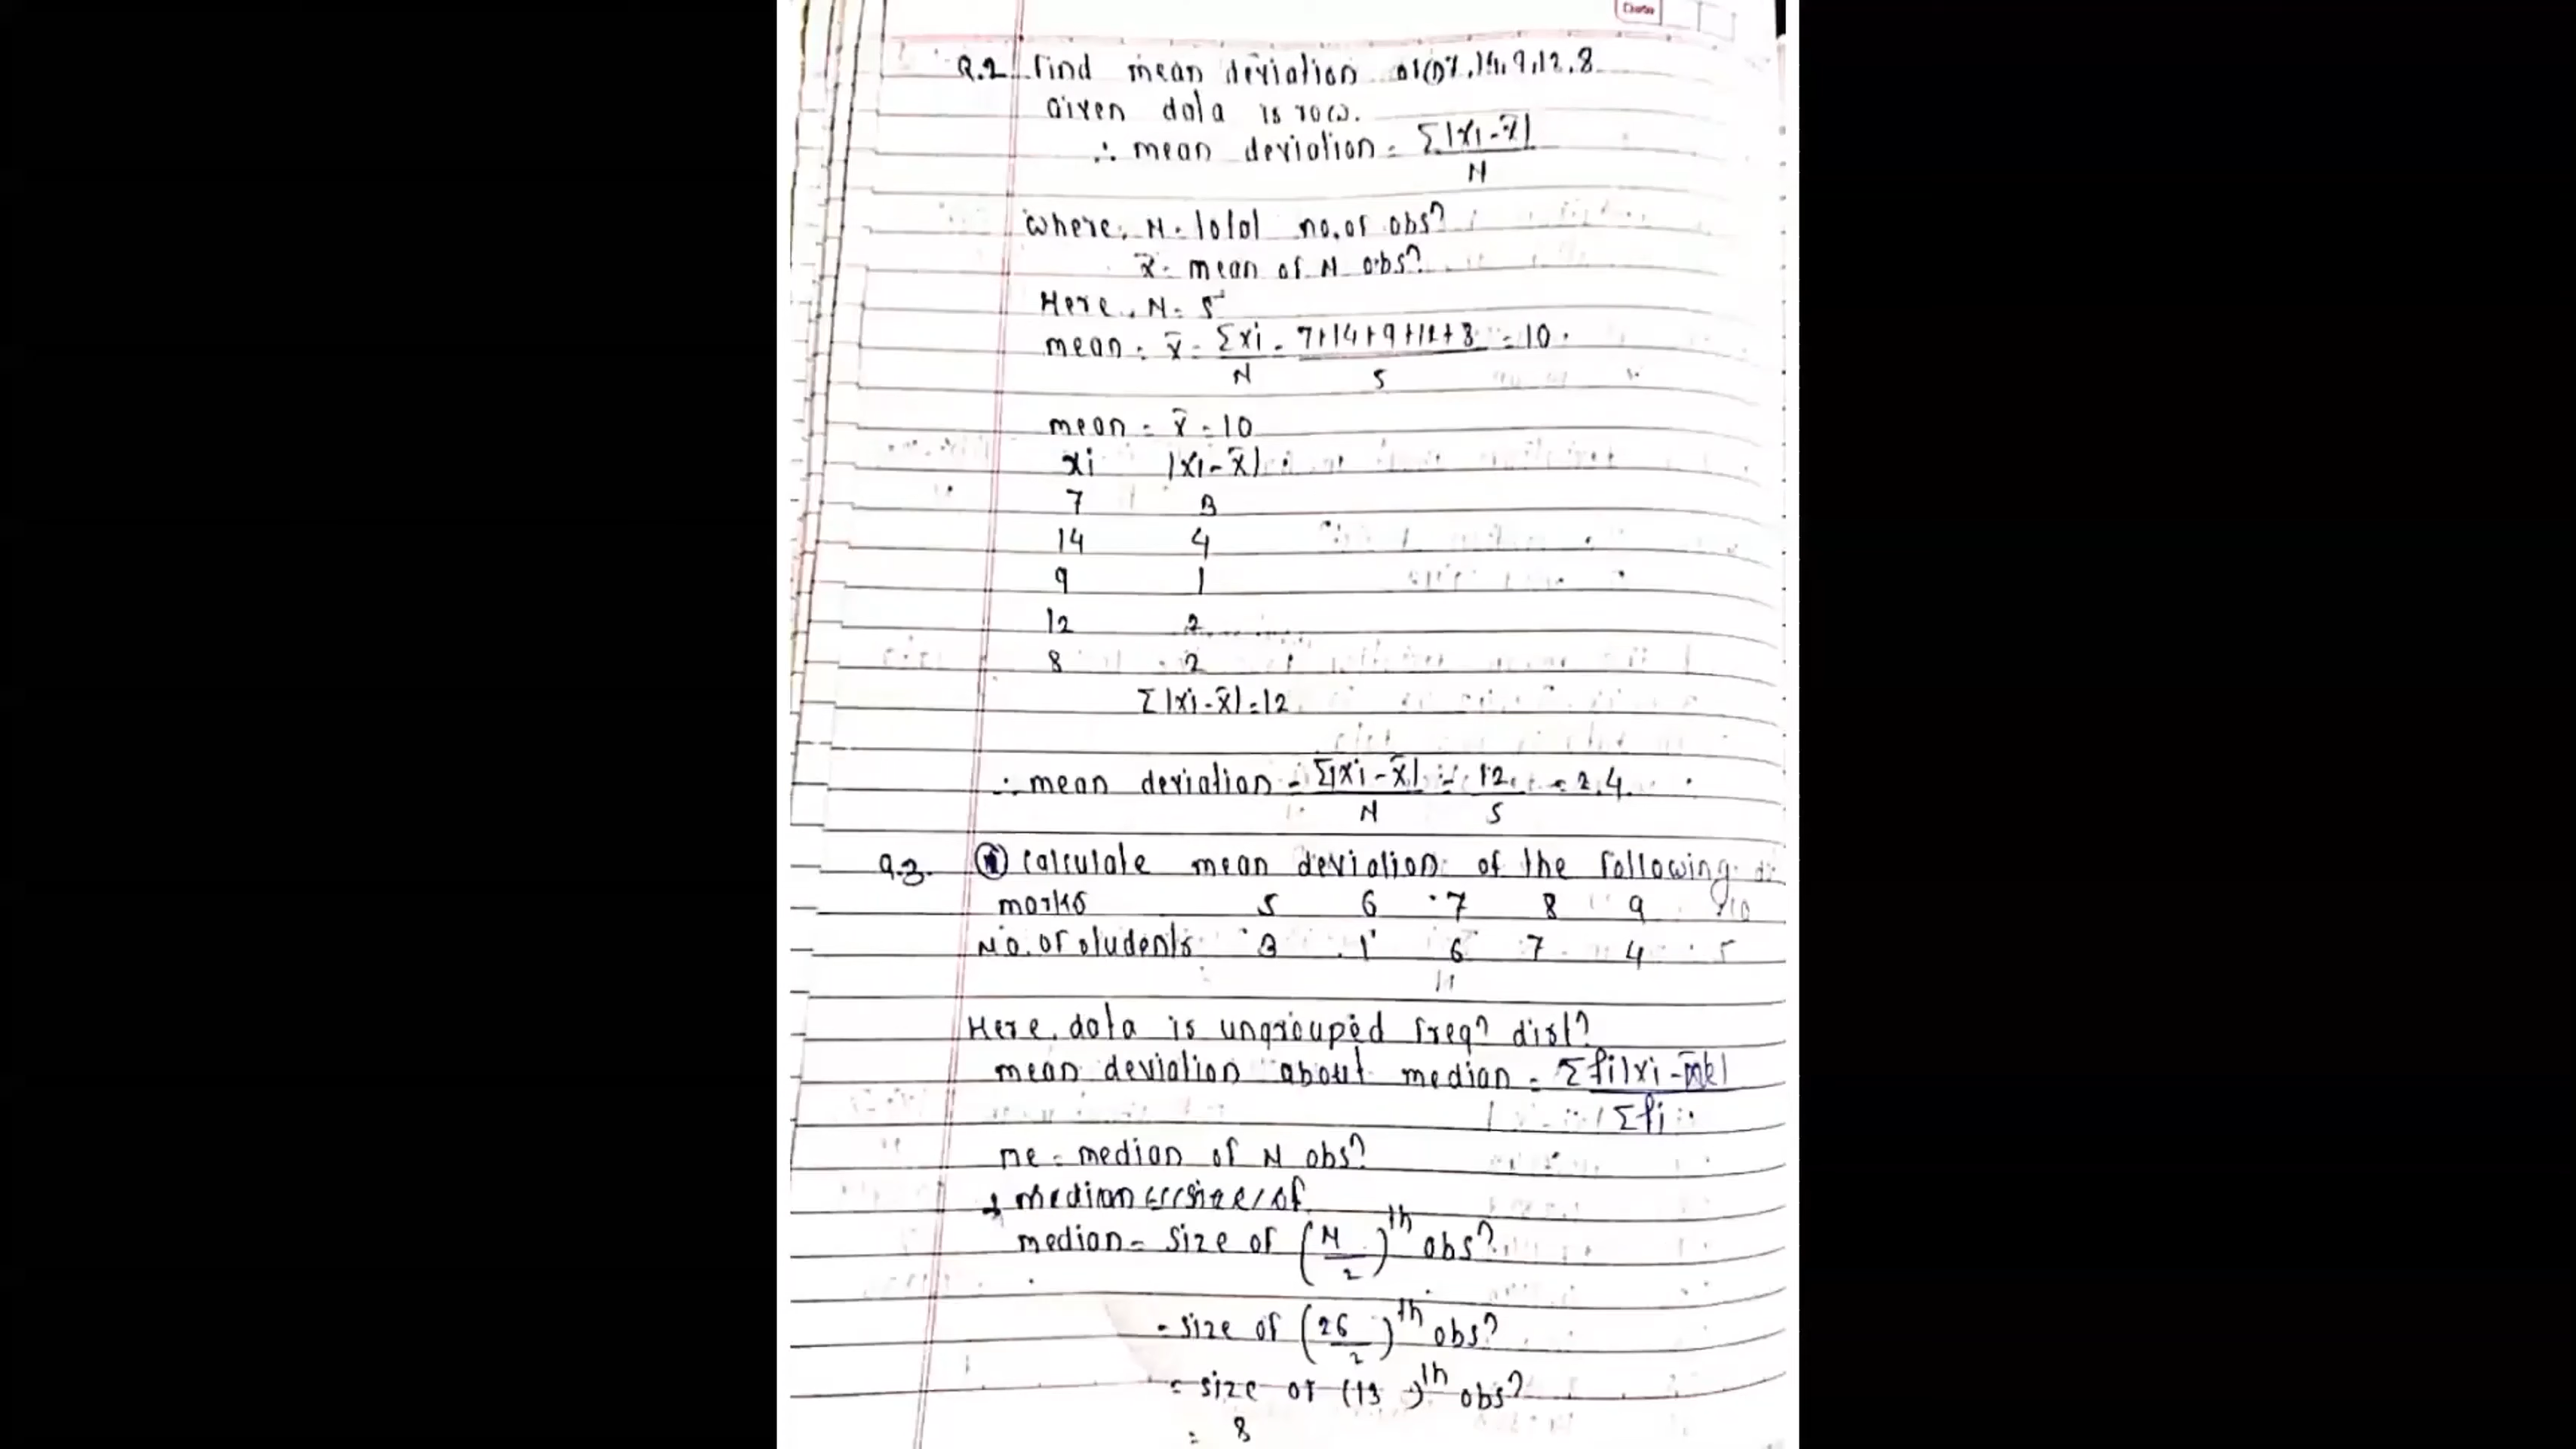 Date
Q.2 Find mean deviation of (1) 7, 14, 9, 12, 8
Given data is row.
∴ mean deviation = Σ|xi - x̄| / N
where, N = total no. of obsⁿ
x̄ = mean of N obsⁿ
Here, N = 5
mean = x̄ = Σxi / N = 7+14+9+12+8 / 5 = 10.
mean = x̄ = 10
xi |xi - x̄|
7 3
14 4
9 1
12 2
8 2
Σ|xi - x̄| = 12
∴ mean deviation = Σ|xi - x̄| / N = 12 / 5 = 2.4
Q.3. calculate mean deviation of the following
marks 5 6 7 8 9 10
No. of students 3 1 6 7 4 5
Here data is ungrouped freqⁿ distⁿ
mean deviation about median = Σfi|xi - me| / Σfi
me = median of N obsⁿ
median size of
median = size of (N/2)th obsⁿ
= size of (26/2)th obsⁿ
= size of (13)th obsⁿ
= 8